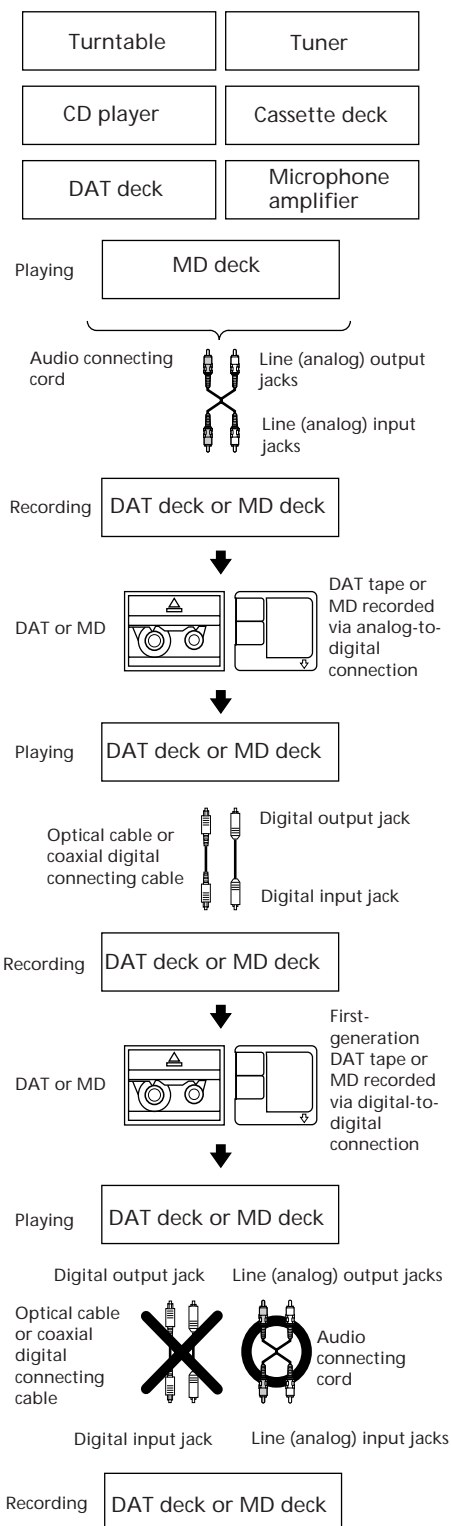 Turntable
Tuner
CD player
Cassette deck
DAT deck
Microphone
amplifier
Playing
MD deck
Audio connecting
cord
Line (analog) output
jacks
Line (analog) input
jacks
Recording
DAT deck or MD deck
DAT or MD
DAT tape or
MD recorded
via analog-to-
digital
connection
Playing
DAT deck or MD deck
Optical cable or
coaxial digital
connecting cable
Digital output jack
Digital input jack
Recording
DAT deck or MD deck
DAT or MD
First-
generation
DAT tape or
MD recorded
via digital-to-
digital
connection
Playing
DAT deck or MD deck
Digital output jack
Line (analog) output jacks
Optical cable
or coaxial
digital
connecting
cable
Audio
connecting
cord
Digital input jack
Line (analog) input jacks
Recording
DAT deck or MD deck